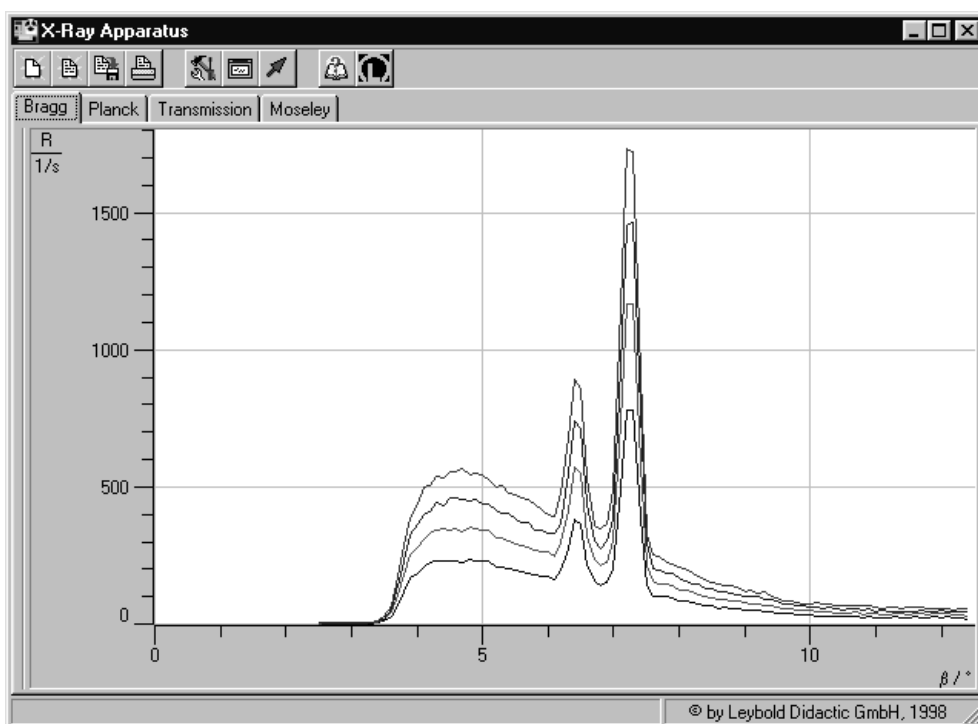 X-Ray Apparatus
Bragg Planck Transmission Moseley
R
1/s
1500
1000
500
0
0 5 10
β / °
© by Leybold Didactic GmbH, 1998